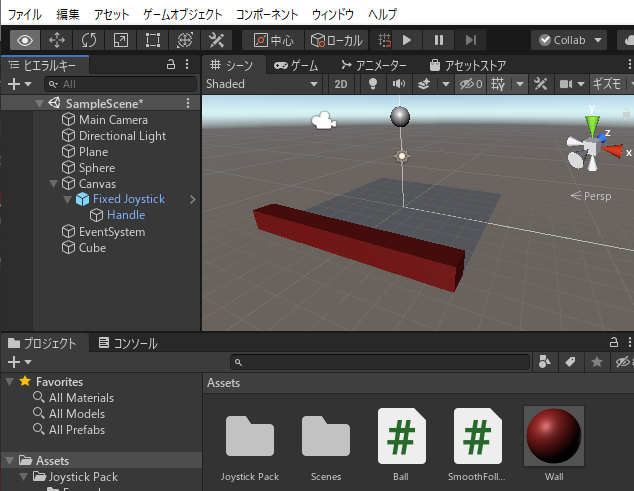 ファイル 編集 アセット ゲームオブジェクト コンポーネント ウィンドウ ヘルプ
中心 ローカル Collab
ヒエラルキー シーン ゲーム アニメーター アセットストア
All Shaded 2D 0 ギズモ
SampleScene*
Main Camera
Directional Light
Plane
Sphere
Canvas
Fixed Joystick
Handle
EventSystem
Cube
y
z
x
Persp
プロジェクト コンソール
Favorites
All Materials
All Models
All Prefabs
Assets
Joystick Pack
Assets
Joystick Pack Scenes Ball SmoothFoll... Wall